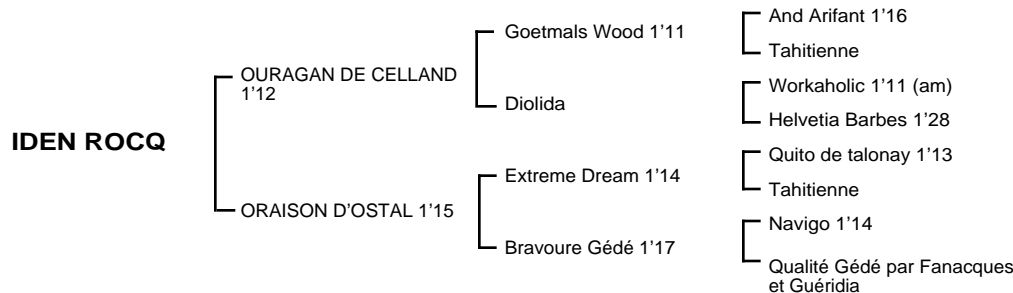 And Arifant 1’16
Goetmals Wood 1’11
Tahitienne
OURAGAN DE CELLAND
1’12
Workaholic 1’11 (am)
Diolida
Helvetia Barbes 1’28
IDEN ROCQ
Quito de talonay 1’13
Extreme Dream 1’14
Tahitienne
ORAISON D’OSTAL 1’15
Navigo 1’14
Bravoure Gédé 1’17
Qualité Gédé par Fanacques
et Guéridia